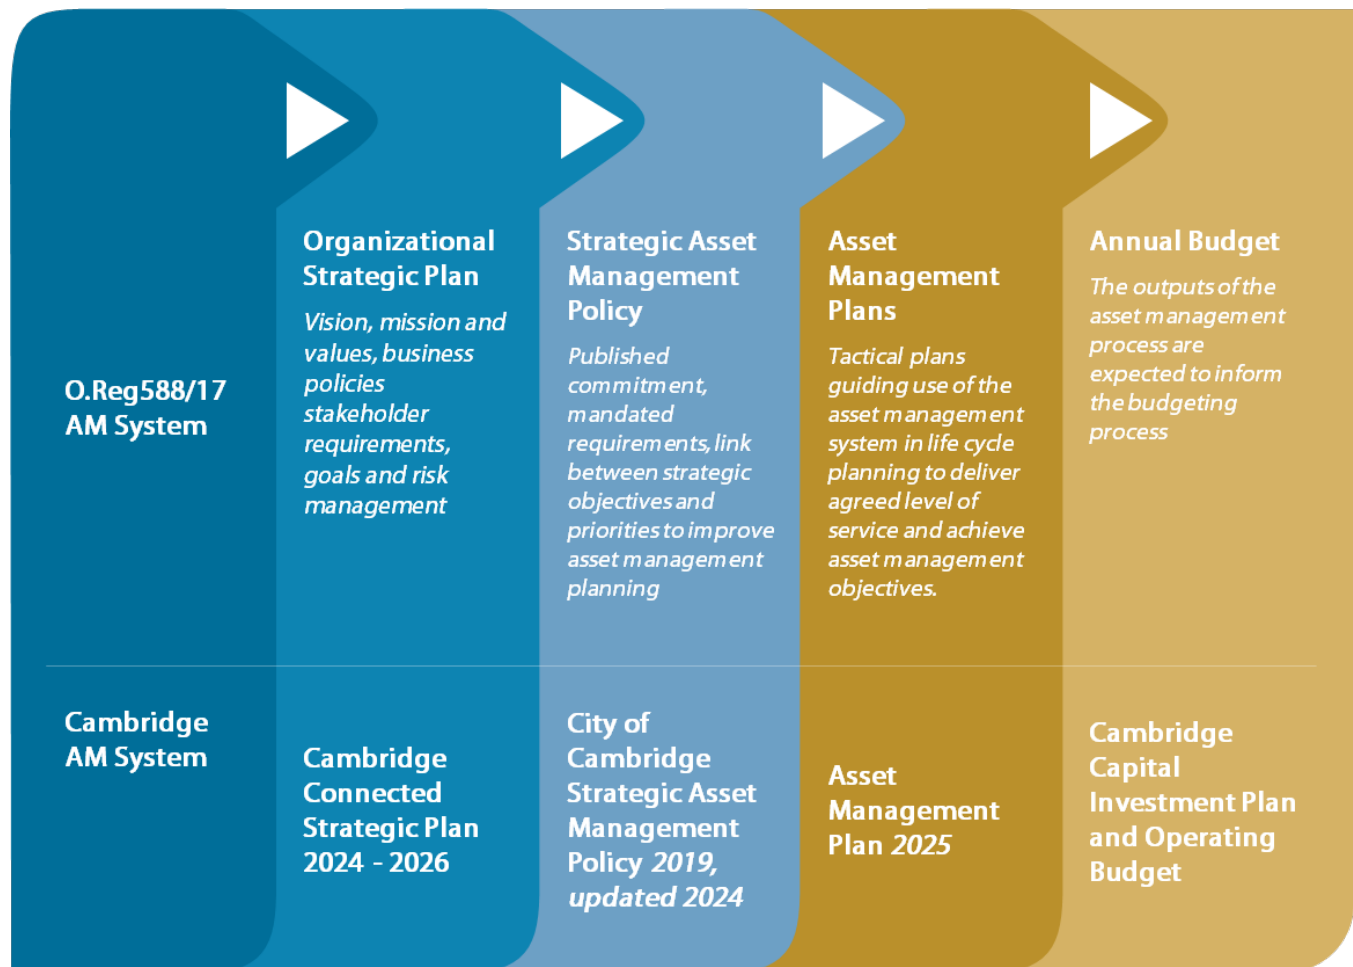 O.Reg588/17
AM System
Organizational
Strategic Plan
Vision, mission and
values, business
policies
stakeholder
requirements,
goals and risk
management
Strategic Asset
Management
Policy
Published
commitment,
mandated
requirements, link
between strategic
objectives and
priorities to improve
asset management
planning
Asset
Management
Plans
Tactical plans
guiding use of the
asset management
system in life cycle
planning to deliver
agreed level of
service and achieve
asset management
objectives.
Annual Budget
The outputs of the
asset management
process are
expected to inform
the budgeting
process
Cambridge
AM System
Cambridge
Connected
Strategic Plan
2024 - 2026
City of
Cambridge
Strategic Asset
Management
Policy 2019,
updated 2024
Asset
Management
Plan 2025
Cambridge
Capital
Investment Plan
and Operating
Budget